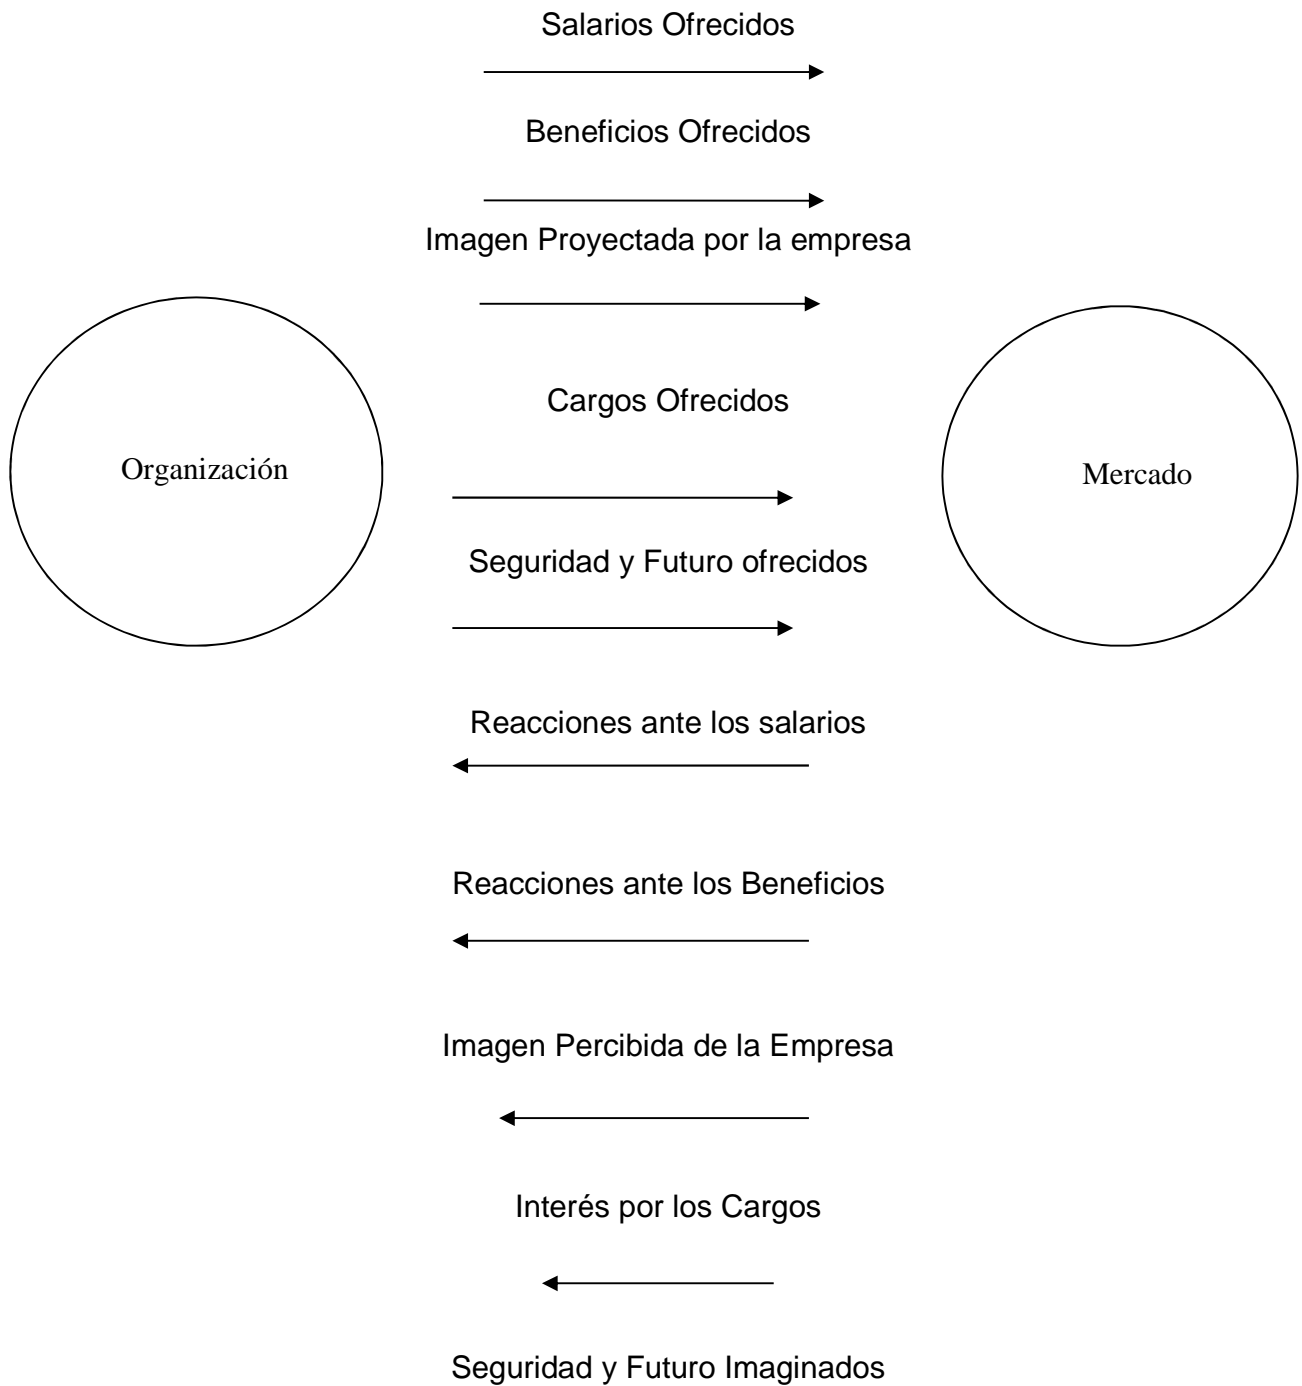 Salarios Ofrecidos
Beneficios Ofrecidos
Imagen Proyectada por la empresa
Cargos Ofrecidos
Organización
Mercado
Seguridad y Futuro ofrecidos
Reacciones ante los salarios
Reacciones ante los Beneficios
Imagen Percibida de la Empresa
Interés por los Cargos
Seguridad y Futuro Imaginados